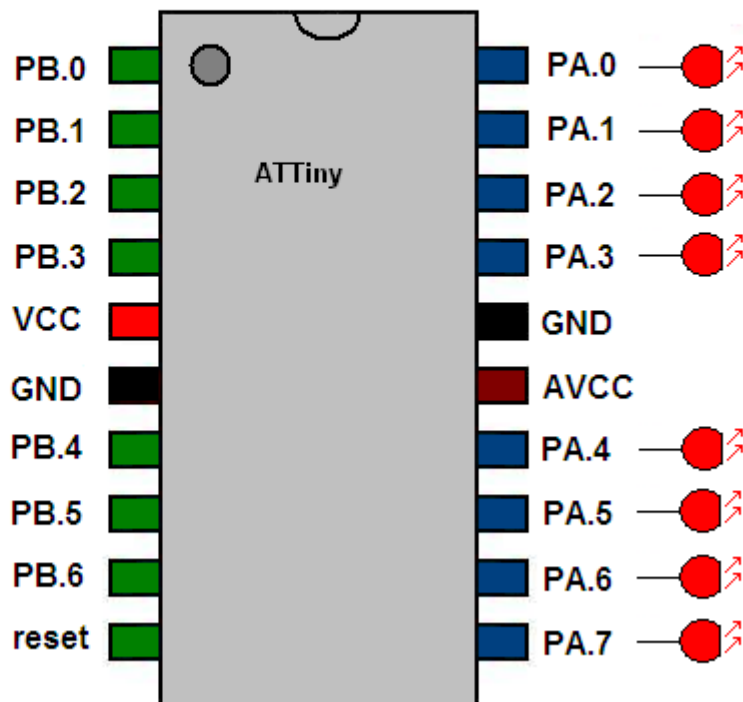 PB.0
PB.1
PB.2
PB.3
VCC
GND
PB.4
PB.5
PB.6
reset
ATTiny
PA.0
PA.1
PA.2
PA.3
GND
AVCC
PA.4
PA.5
PA.6
PA.7